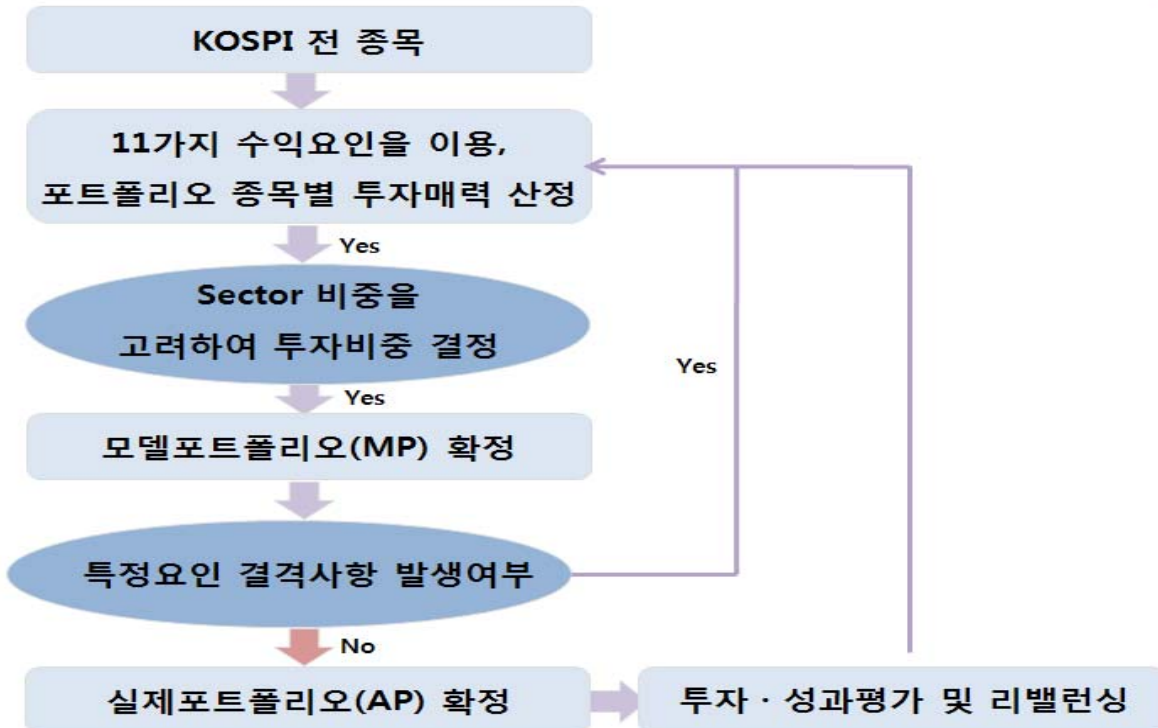 KOSPI 전 종목
11가지 수익요인을 이용,
포트폴리오 종목별 투자매력 산정
Yes
Sector 비중을
고려하여 투자비중 결정
Yes
Yes
모델포트폴리오(MP) 확정
특정요인 결격사항 발생여부
No
실제포트폴리오(AP) 확정
투자 · 성과평가 및 리밸런싱